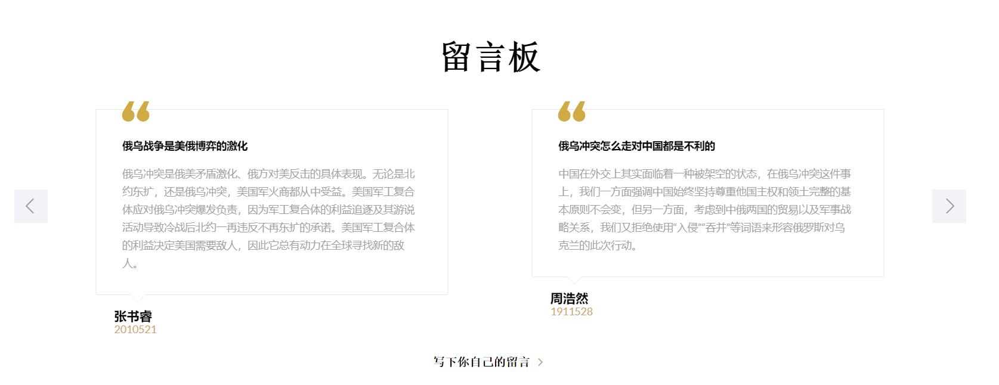 留言板
俄乌战争是美俄博弈的激化
俄乌冲突是俄美矛盾激化、俄方对美反击的具体表现。无论是北
约东扩，还是俄乌冲突，美国军火商都从中受益。美国军工复合
体应对俄乌冲突爆发负责，因为军工复合体的利益追逐及其游说
活动导致冷战后北约一再违反不再东扩的承诺。美国军工复合体
的利益决定美国需要敌人，因此它总有动力在全球寻找新的敌
人。
张书睿
2010521
俄乌冲突怎么走对中国都是不利的
中国在外交上其实面临着一种被架空的状态，在俄乌冲突这件事
上，我们一方面强调中国始终坚持尊重他国主权和领土完整的基
本原则不会变，但另一方面，考虑到中俄两国的贸易以及军事战
略关系，我们又拒绝使用“入侵”“吞并”等词语来形容俄罗斯对乌
克兰的此次行动。
周浩然
1911528
写下你自己的留言